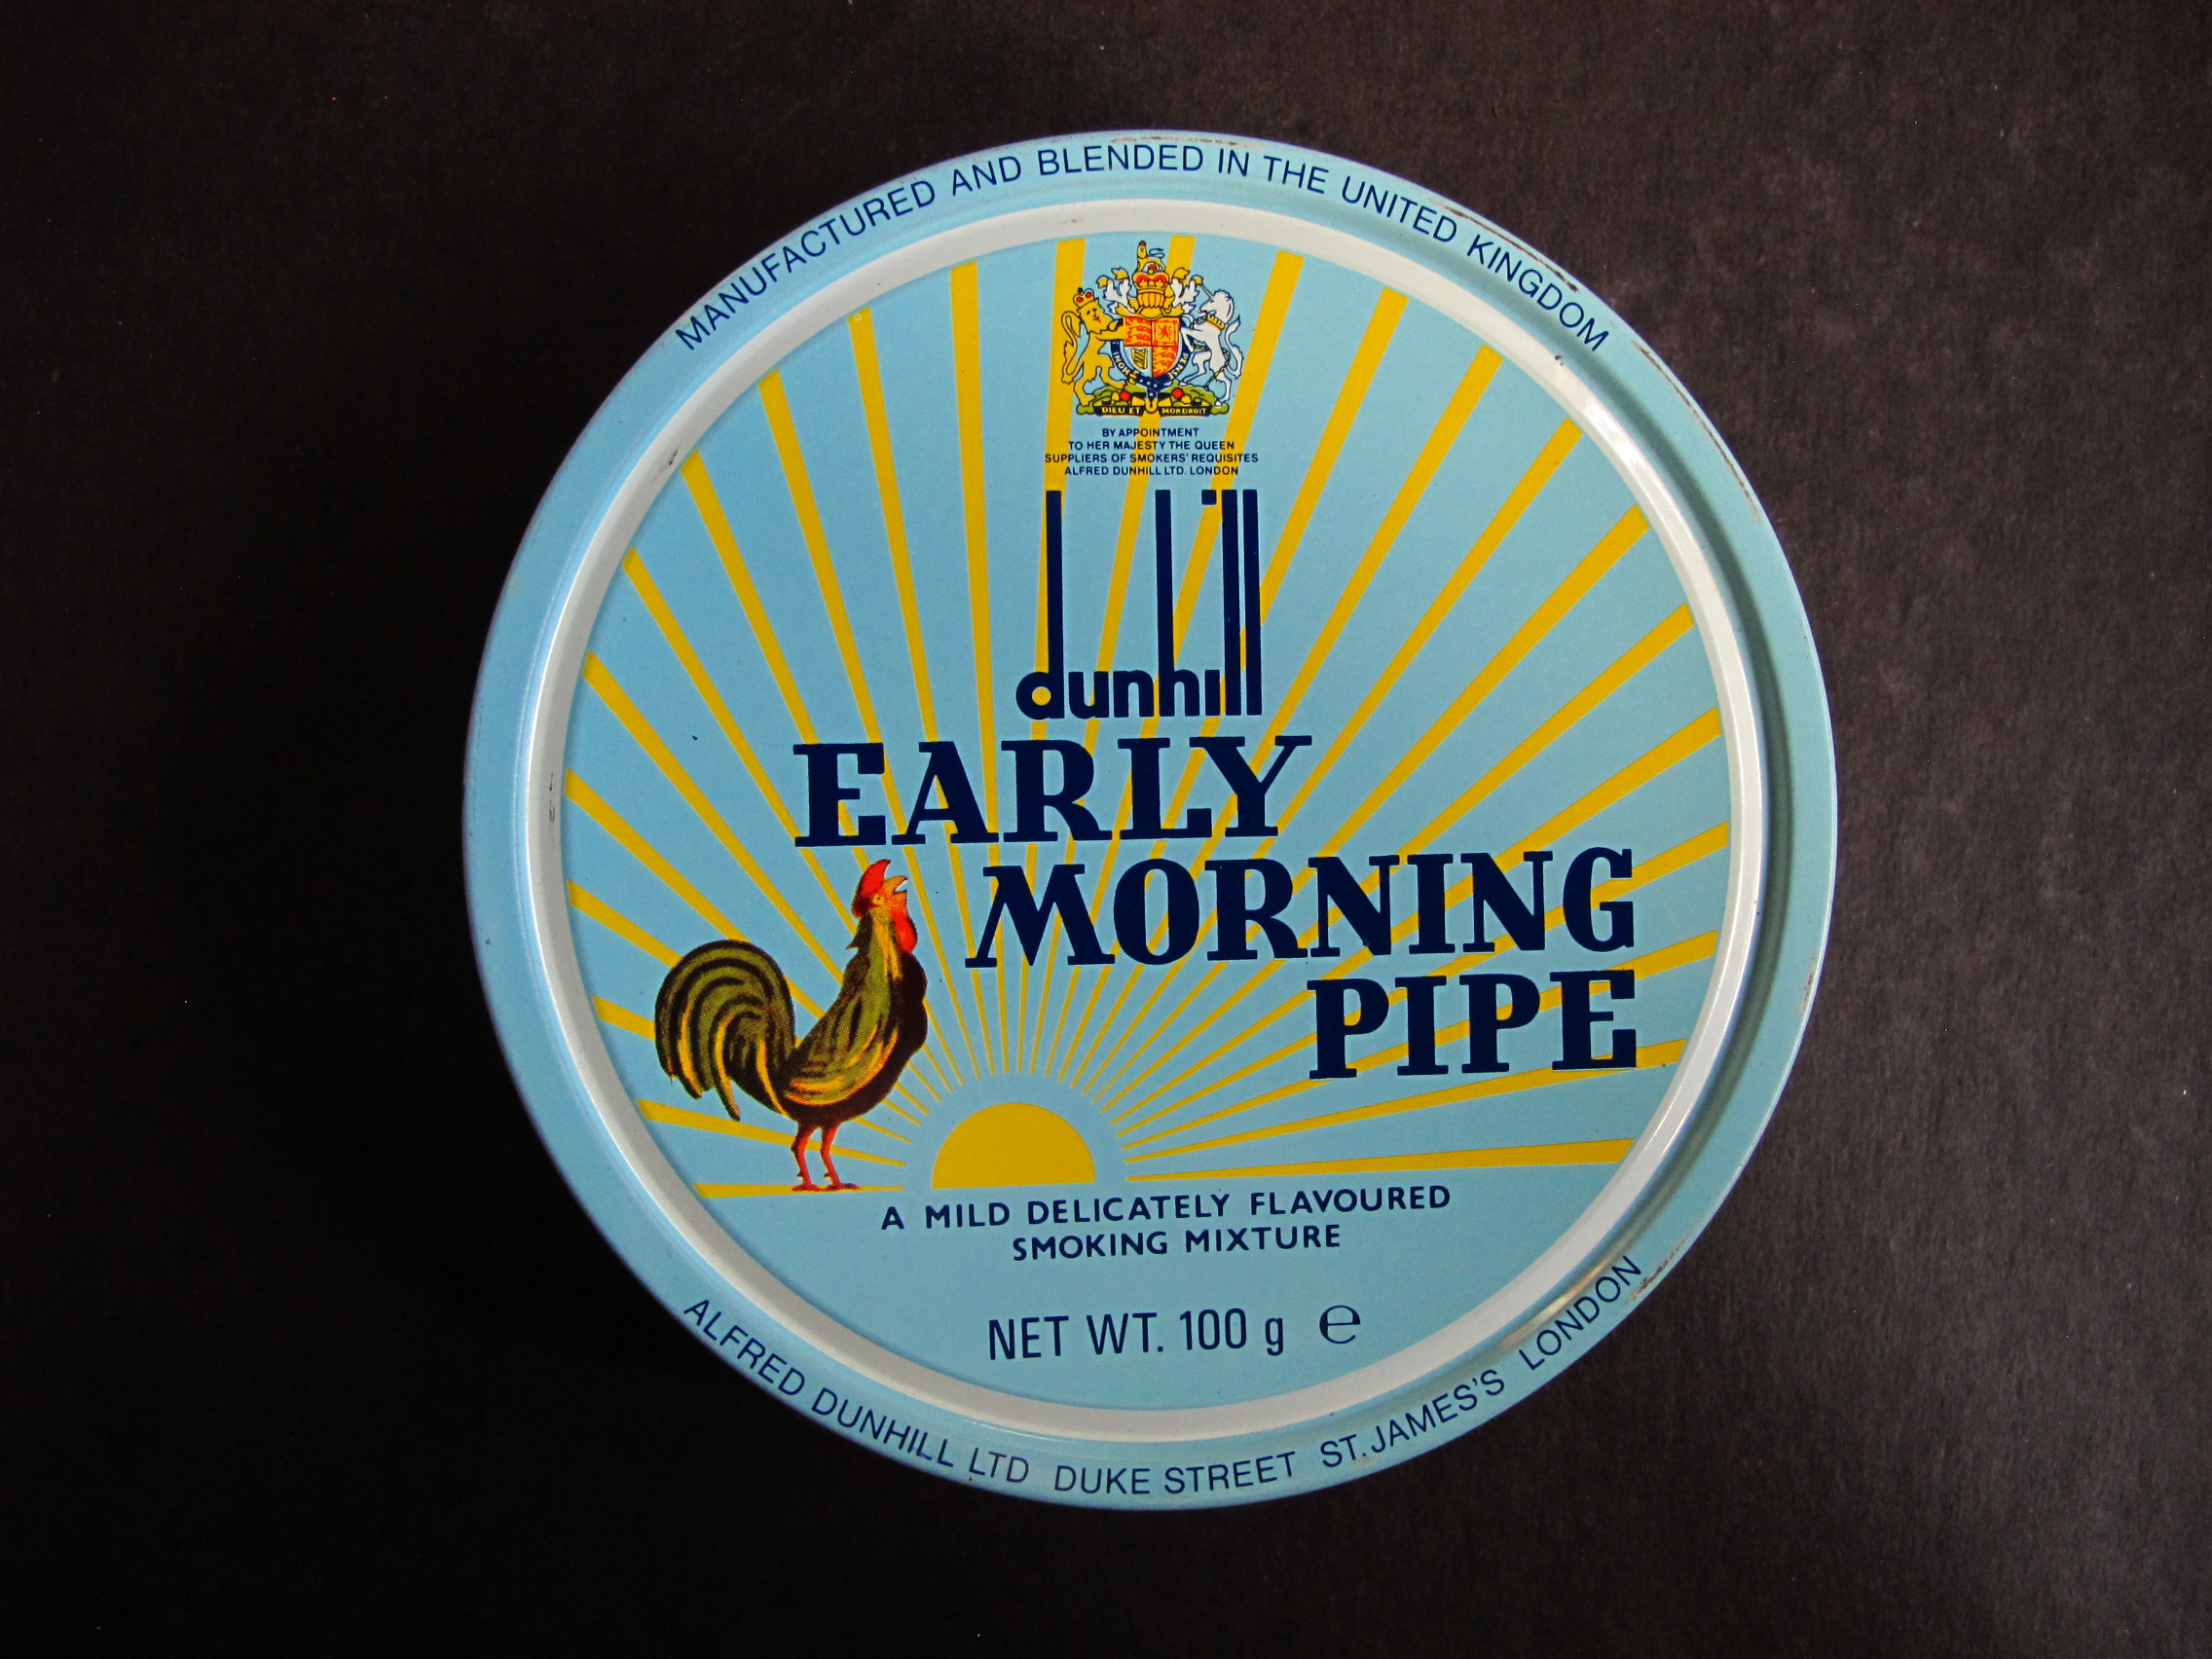 MANUFACTURED AND BLENDED IN THE UNITED KINGDOM
DIEU ET MON DROIT
BY APPOINTMENT
TO HER MAJESTY THE QUEEN
SUPPLIERS OF SMOKERS' REQUISITES
ALFRED DUNHILL LTD. LONDON
dunhill
EARLY
MORNING
PIPE
A MILD DELICATELY FLAVOURED
SMOKING MIXTURE
NET WT. 100 g ℮
ALFRED DUNHILL LTD DUKE STREET ST. JAMES'S LONDON